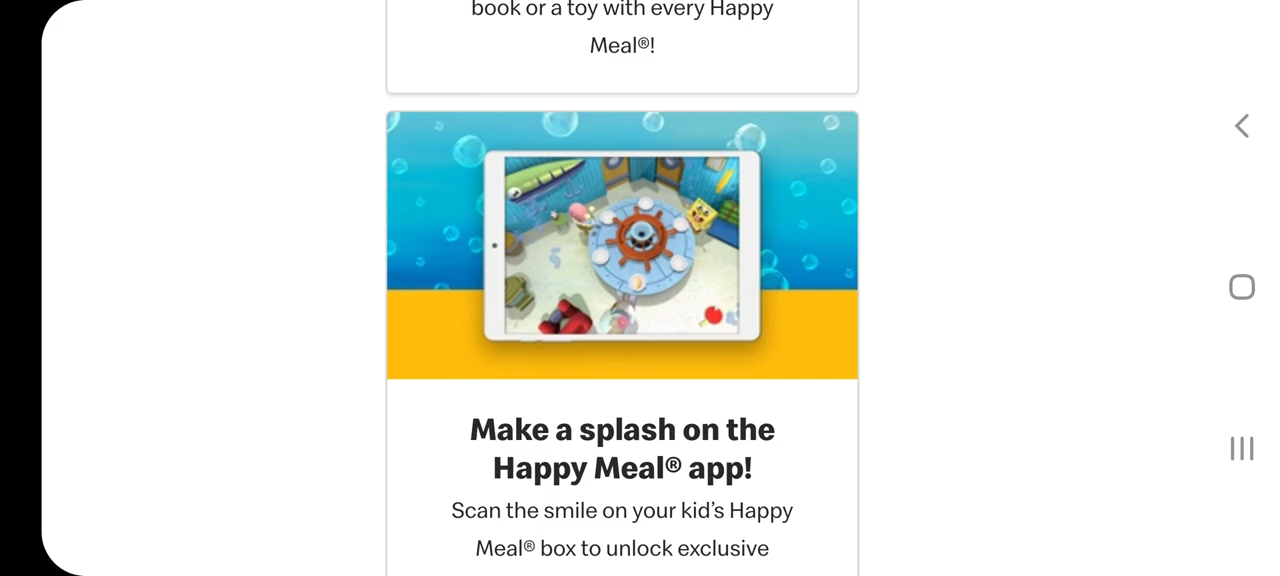 book or a toy with every Happy
Meal®!
Make a splash on the
Happy Meal® app!
Scan the smile on your kid’s Happy
Meal® box to unlock exclusive